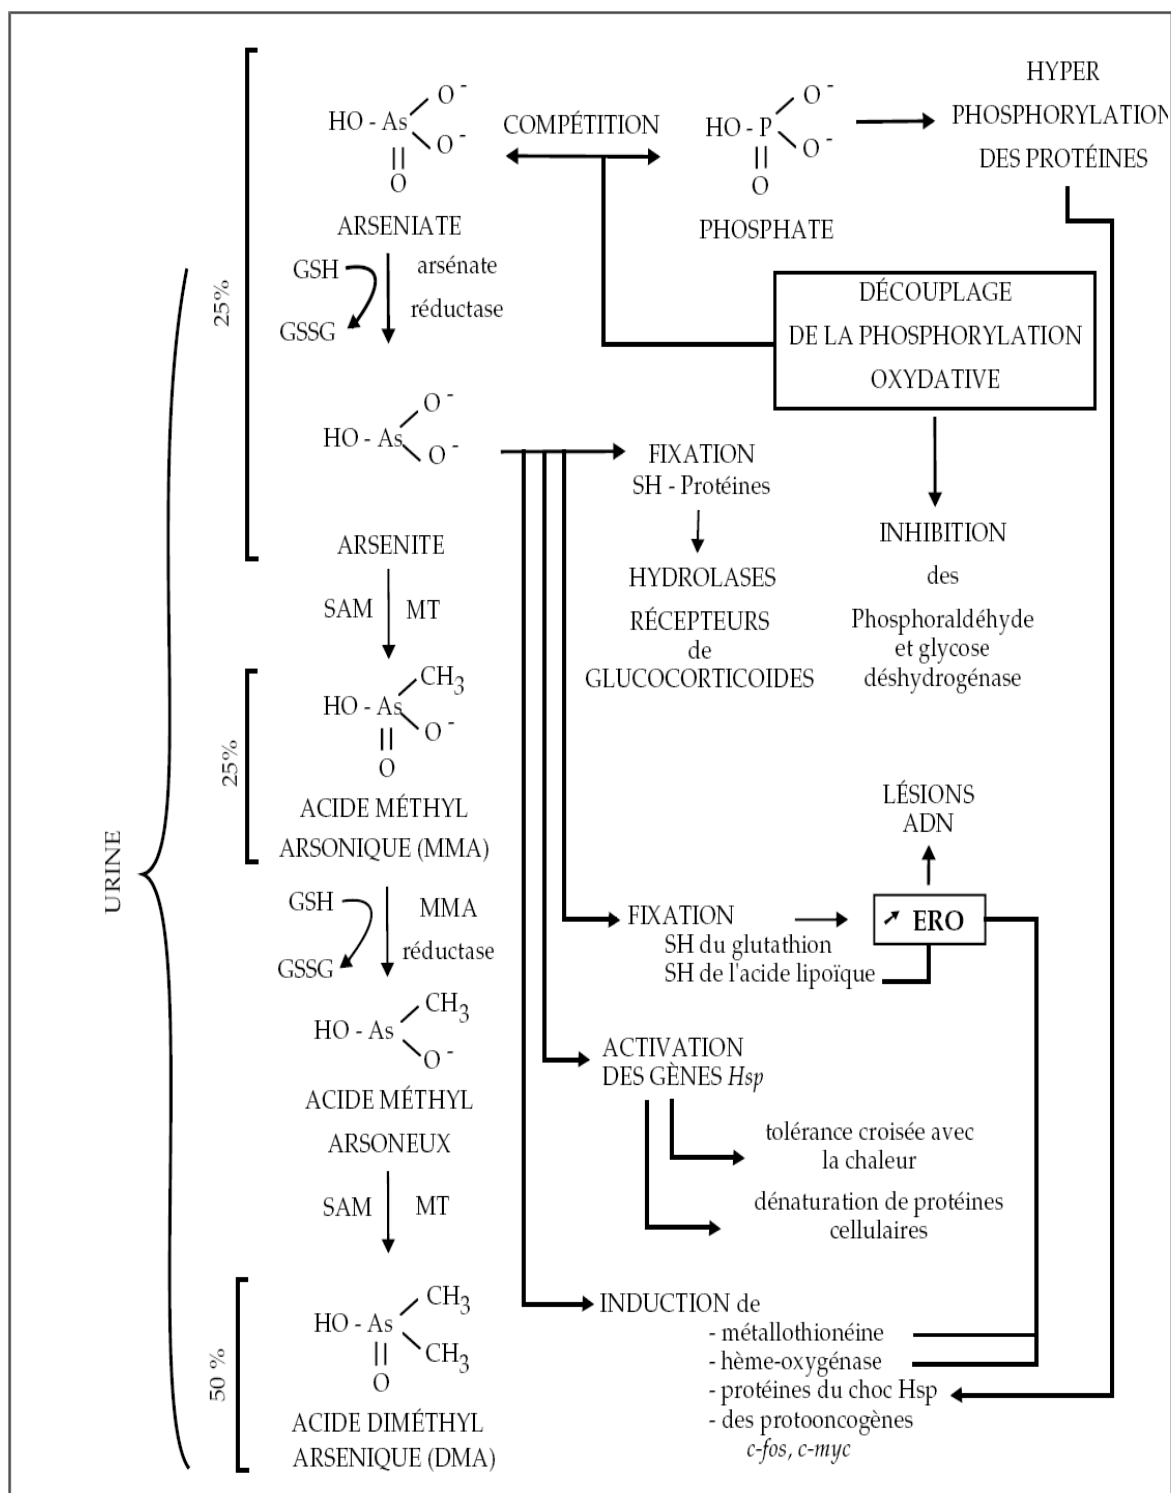 HO - As
O -
O -
O
ARSENIATE
COMPÉTITION
HO - P
O -
O -
O
PHOSPHATE
HYPER
PHOSPHORYLATION
DES PROTÉINES
GSH
GSSG
arsénate
réductase
DÉCOUPLAGE
DE LA PHOSPHORYLATION
OXYDATIVE
25%
HO - As
O -
O -
ARSENITE
FIXATION
SH - Protéines
HYDROLASES
RÉCEPTEURS
de
GLUCOCORTICOIDES
INHIBITION
des
Phosphoraldéhyde
et glycose
déshydrogénase
SAM
MT
25%
HO - As
CH3
O -
O
ACIDE MÉTHYL
ARSONIQUE (MMA)
URINE
LÉSIONS
ADN
GSH
GSSG
MMA
réductase
FIXATION
SH du glutathion
SH de l'acide lipoïque
ERO
HO - As
CH3
O -
ACIDE MÉTHYL
ARSONEUX
ACTIVATION
DES GÈNES Hsp
tolérance croisée avec
la chaleur
dénaturation de protéines
cellulaires
SAM
MT
50 %
HO - As
CH3
CH3
O
ACIDE DIMÉTHYL
ARSENIQUE (DMA)
INDUCTION de
- métallothionéine
- hème-oxygénase
- protéines du choc Hsp
- des protooncogènes
c-fos, c-myc